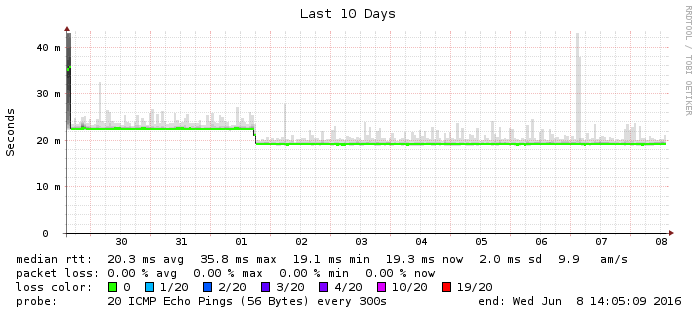 Last 10 Days
RRDTOOL / TOBI OETIKER
Seconds
40 m
30 m
20 m
10 m
0
30 31 01 02 03 04 05 06 07 08
median rtt: 20.3 ms avg 35.8 ms max 19.1 ms min 19.3 ms now 2.0 ms sd 9.9 am/s
packet loss: 0.00 % avg 0.00 % max 0.00 % min 0.00 % now
loss color: 0 1/20 2/20 3/20 4/20 10/20 19/20
probe: 20 ICMP Echo Pings (56 Bytes) every 300s end: Wed Jun 8 14:05:09 2016